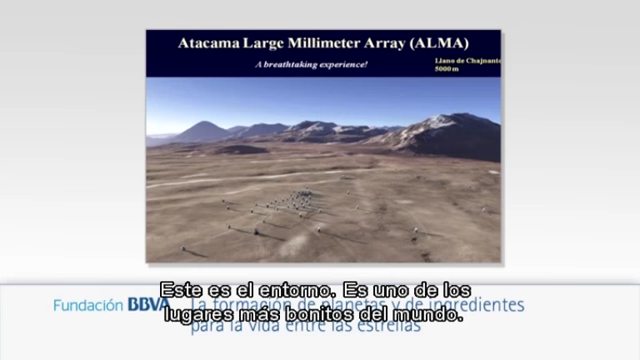 Atacama Large Millimeter Array (ALMA)
A breathtaking experience!
Llano de Chajnanto
5000 m
Este es el entorno. Es uno de los
lugares más bonitos del mundo.
Fundación BBVA
La formación de planetas y de ingredientes
para la vida entre las estrellas